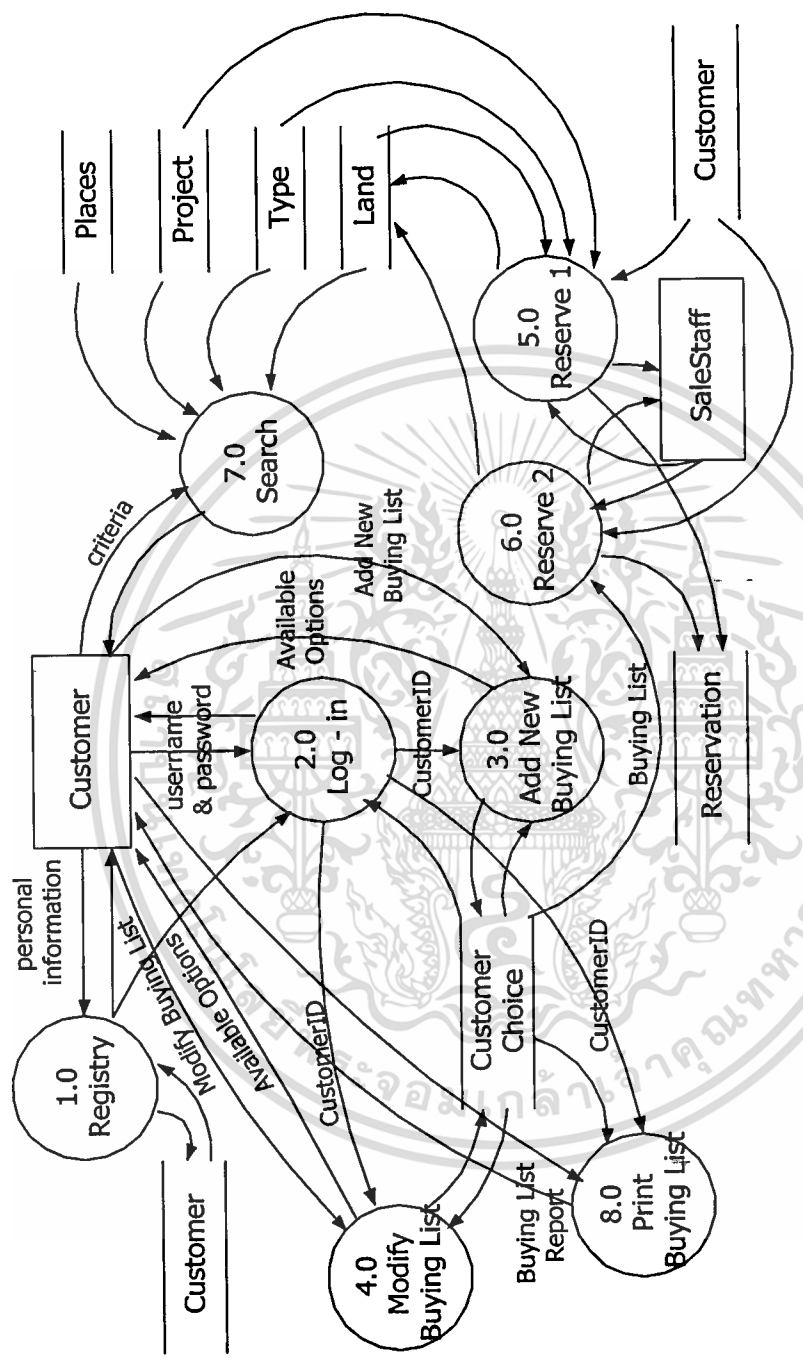 Places
Project
Type
Land
Customer
7.0
Search
5.0
Reserve 1
6.0
Reserve 2
SaleStaff
criteria
Add New
Buying List
Available
Options
Customer
username
& password
2.0
Log - in
CustomerID
3.0
Add New
Buying List
Buying List
Reservation
personal
information
1.0
Registry
Modify Buying List
Available Options
CustomerID
Customer
Choice
CustomerID
Customer
4.0
Modify
Buying List
Buying List
Report
8.0
Print
Buying List